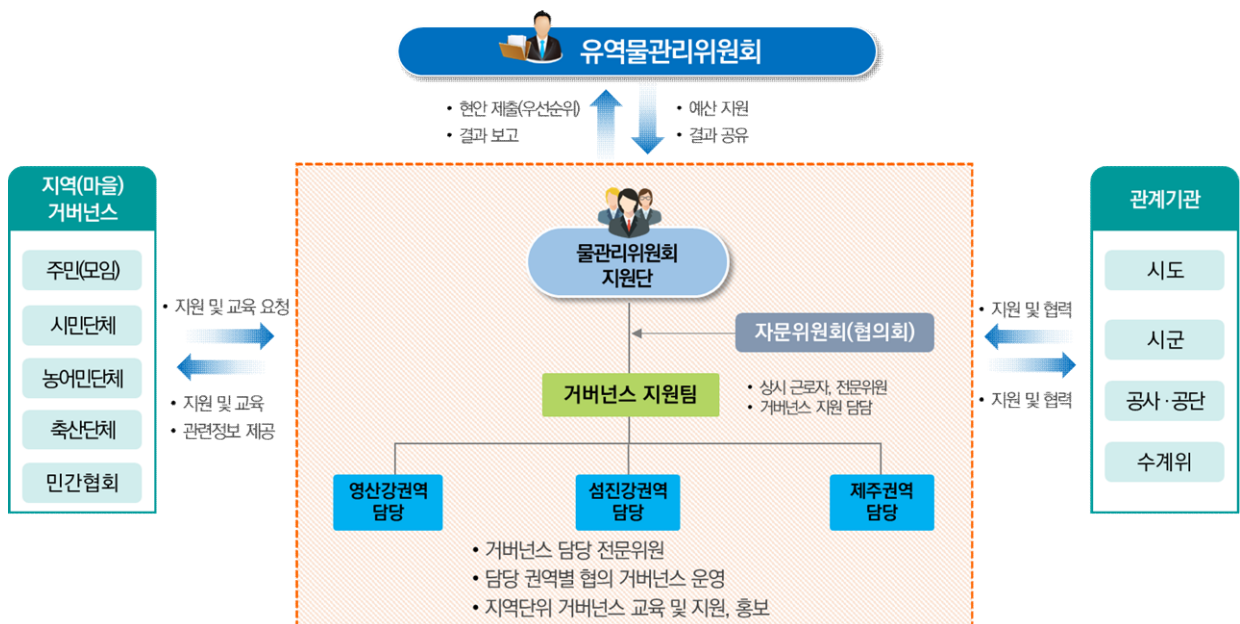 유역물관리위원회
• 현안 제출(우선순위)
• 결과 보고
• 예산 지원
• 결과 공유
지역(마을)
거버넌스
주민(모임)
시민단체
농어민단체
축산단체
민간협회
• 지원 및 교육 요청
• 지원 및 교육
• 관련정보 제공
물관리위원회
지원단
자문위원회(협의회)
거버넌스 지원팀
• 상시 근로자, 전문위원
• 거버넌스 지원 담담
영산강권역
담당
섬진강권역
담당
제주권역
담당
• 거버넌스 담당 전문위원
• 담당 권역별 협의 거버넌스 운영
• 지역단위 거버넌스 교육 및 지원, 홍보
• 지원 및 협력
• 지원 및 협력
관계기관
시도
시군
공사 · 공단
수계위